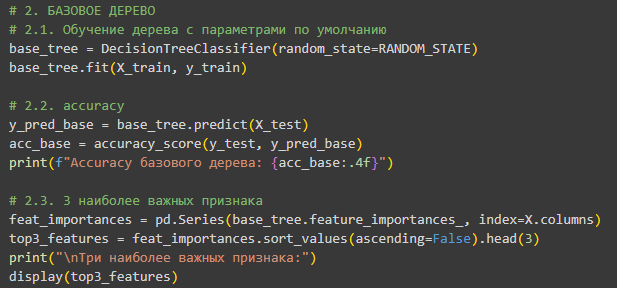 # 2. БАЗОВОЕ ДЕРЕВО
# 2.1. Обучение дерева с параметрами по умолчанию
base_tree = DecisionTreeClassifier(random_state=RANDOM_STATE)
base_tree.fit(X_train, y_train)
# 2.2. accuracy
y_pred_base = base_tree.predict(X_test)
acc_base = accuracy_score(y_test, y_pred_base)
print(f"Accuracy базового дерева: {acc_base:.4f}")
# 2.3. 3 наиболее важных признака
feat_importances = pd.Series(base_tree.feature_importances_, index=X.columns)
top3_features = feat_importances.sort_values(ascending=False).head(3)
print("\nТри наиболее важных признака:")
display(top3_features)